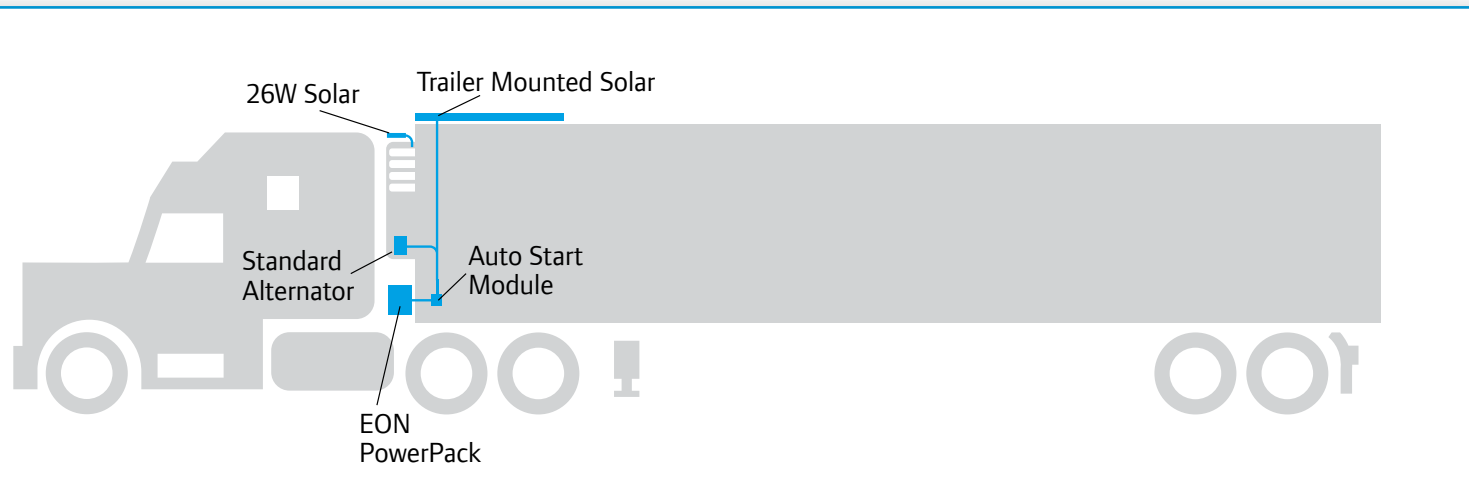 Trailer Mounted Solar
26W Solar
Standard
Alternator
Auto Start
Module
EON
PowerPack